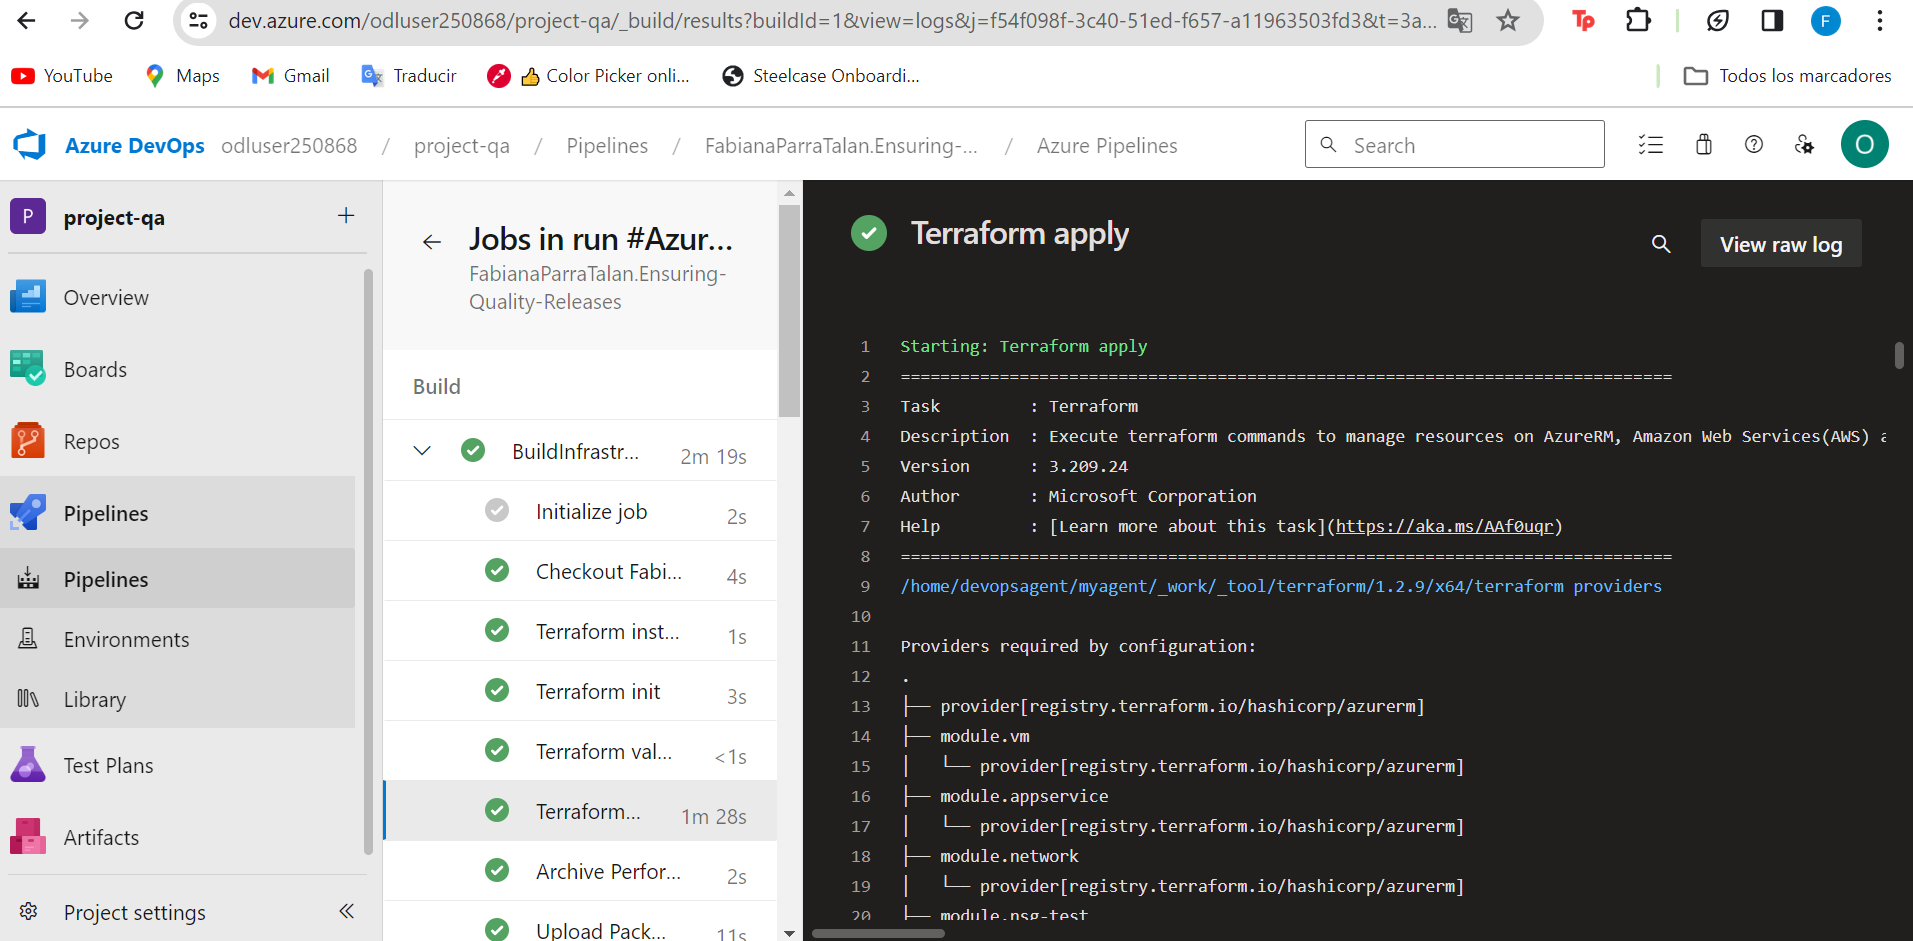 dev.azure.com/odluser250868/project-qa/_build/results?buildId=1&view=logs&j=f54f098f-3c40-51ed-f657-a11963503fd3&t=3a...
Tp
F
YouTube
Maps
Gmail
Traducir
👍 Color Picker onli...
Steelcase Onboardi...
Todos los marcadores
Azure DevOps
odluser250868 / project-qa / Pipelines / FabianaParraTalan.Ensuring-... / Azure Pipelines
Search
O
P
project-qa
+
Overview
Boards
Repos
Pipelines
Pipelines
Environments
Library
Test Plans
Artifacts
Project settings
Jobs in run #Azur...
FabianaParraTalan.Ensuring-
Quality-Releases
Build
BuildInfrastr... 2m 19s
Initialize job 2s
Checkout Fabi... 4s
Terraform inst... 1s
Terraform init 3s
Terraform val... <1s
Terraform... 1m 28s
Archive Perfor... 2s
Upload Pack... 11s
Terraform apply
View raw log
1 Starting: Terraform apply
2 ==============================================================================
3 Task         : Terraform
4 Description  : Execute terraform commands to manage resources on AzureRM, Amazon Web Services(AWS) a
5 Version      : 3.209.24
6 Author       : Microsoft Corporation
7 Help         : [Learn more about this task](https://aka.ms/AAf0uqr)
8 ==============================================================================
9 /home/devopsagent/myagent/_work/_tool/terraform/1.2.9/x64/terraform providers
10
11 Providers required by configuration:
12 .
13 ├── provider[registry.terraform.io/hashicorp/azurerm]
14 ├── module.vm
15 │   └── provider[registry.terraform.io/hashicorp/azurerm]
16 ├── module.appservice
17 │   └── provider[registry.terraform.io/hashicorp/azurerm]
18 ├── module.network
19 │   └── provider[registry.terraform.io/hashicorp/azurerm]
20 ├── module.nsg-test